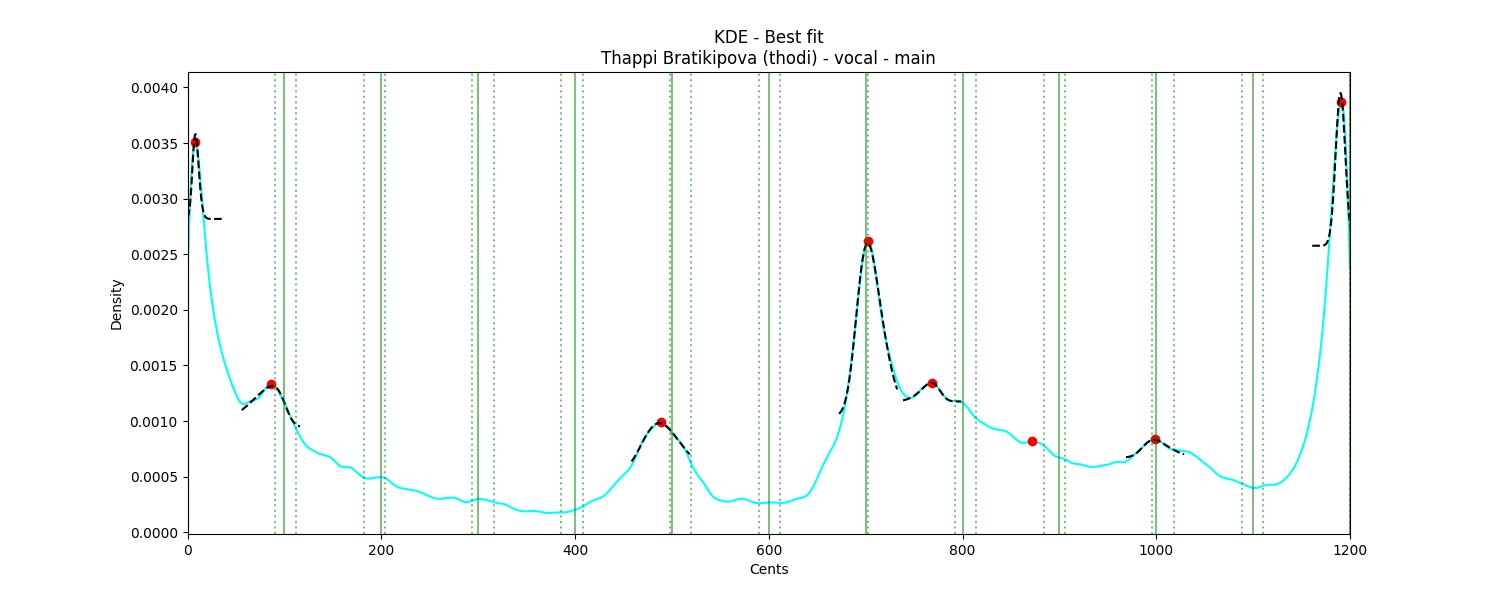 KDE - Best fit
Thappi Bratikipova (thodi) - vocal - main
0.0040
0.0035
0.0030
0.0025
0.0020
0.0015
0.0010
0.0005
0.0000
Density
0 200 400 600 800 1000 1200
Cents